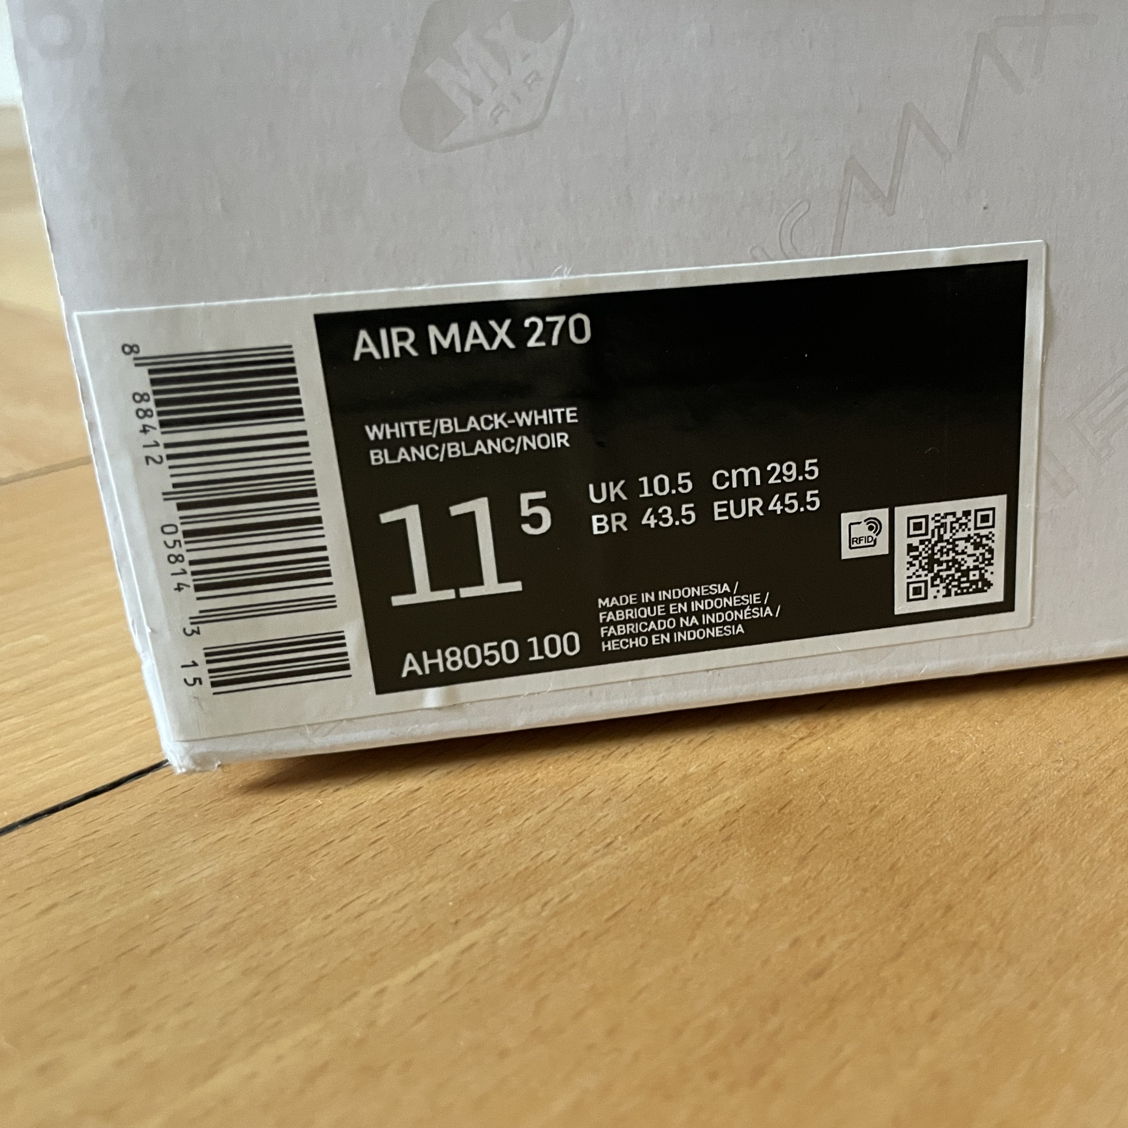 MX
AIR
AIR MAX 270
WHITE/BLACK-WHITE
BLANC/BLANC/NOIR
11 5
UK 10.5 cm 29.5
BR 43.5 EUR 45.5
RFID
MADE IN INDONESIA /
FABRIQUE EN INDONESIE /
FABRICADO NA INDONÉSIA /
HECHO EN INDONESIA
AH8050 100
8 88412 05814 3 15